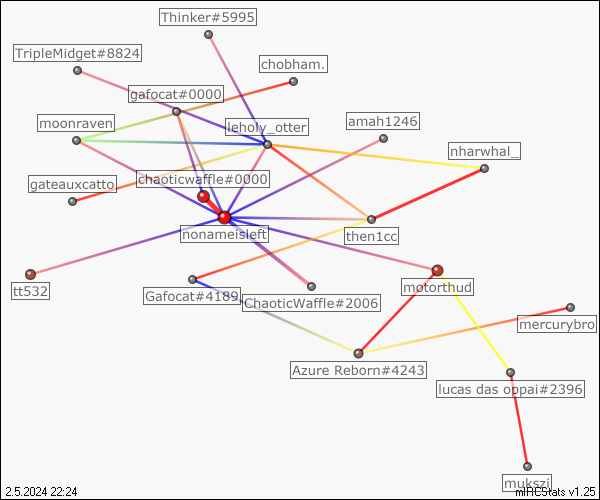 Thinker#5995
TripleMidget#8824
chobham.
gafocat#0000
moonraven
leholy_otter
amah1246
nharwhal_
chaoticwaffle#0000
gateauxcatto
nonameisleft
then1cc
tt532
motorthud
Gafocat#4189
ChaoticWaffle#2006
mercurybro
Azure Reborn#4243
lucas das oppai#2396
mukszi
2.5.2024 22:24
mIRCStats v1.25